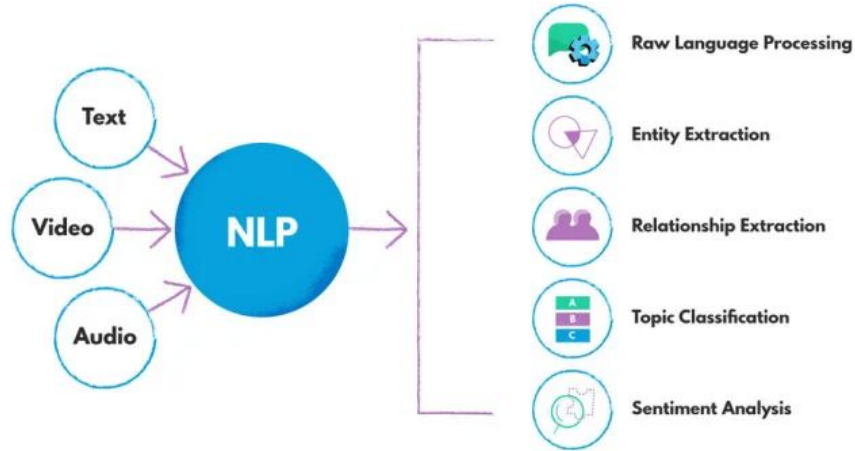 Text
Video
Audio
NLP
Raw Language Processing
Entity Extraction
Relationship Extraction
A
B
C
Topic Classification
Sentiment Analysis